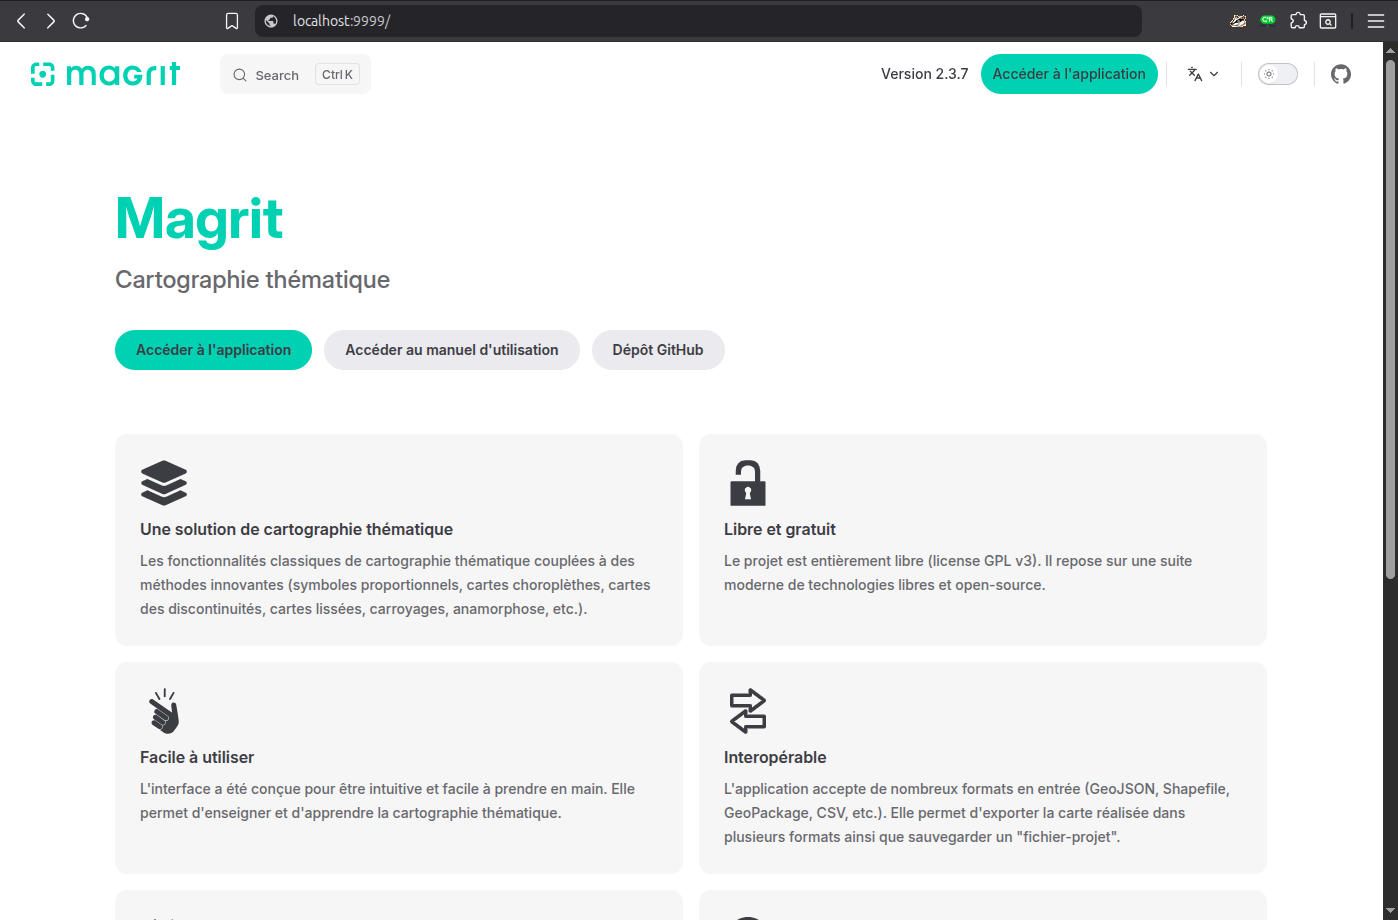 localhost:9999/
CR
magrit
Search
Ctrl K
Version 2.3.7
Accéder à l'application
Magrit
Cartographie thématique
Accéder à l'application
Accéder au manuel d'utilisation
Dépôt GitHub
Une solution de cartographie thématique
Les fonctionnalités classiques de cartographie thématique couplées à des
méthodes innovantes (symboles proportionnels, cartes choroplèthes, cartes
des discontinuités, cartes lissées, carroyages, anamorphose, etc.).
Libre et gratuit
Le projet est entièrement libre (license GPL v3). Il repose sur une suite
moderne de technologies libres et open-source.
Facile à utiliser
L'interface a été conçue pour être intuitive et facile à prendre en main. Elle
permet d'enseigner et d'apprendre la cartographie thématique.
Interopérable
L'application accepte de nombreux formats en entrée (GeoJSON, Shapefile,
GeoPackage, CSV, etc.). Elle permet d'exporter la carte réalisée dans
plusieurs formats ainsi que sauvegarder un "fichier-projet".